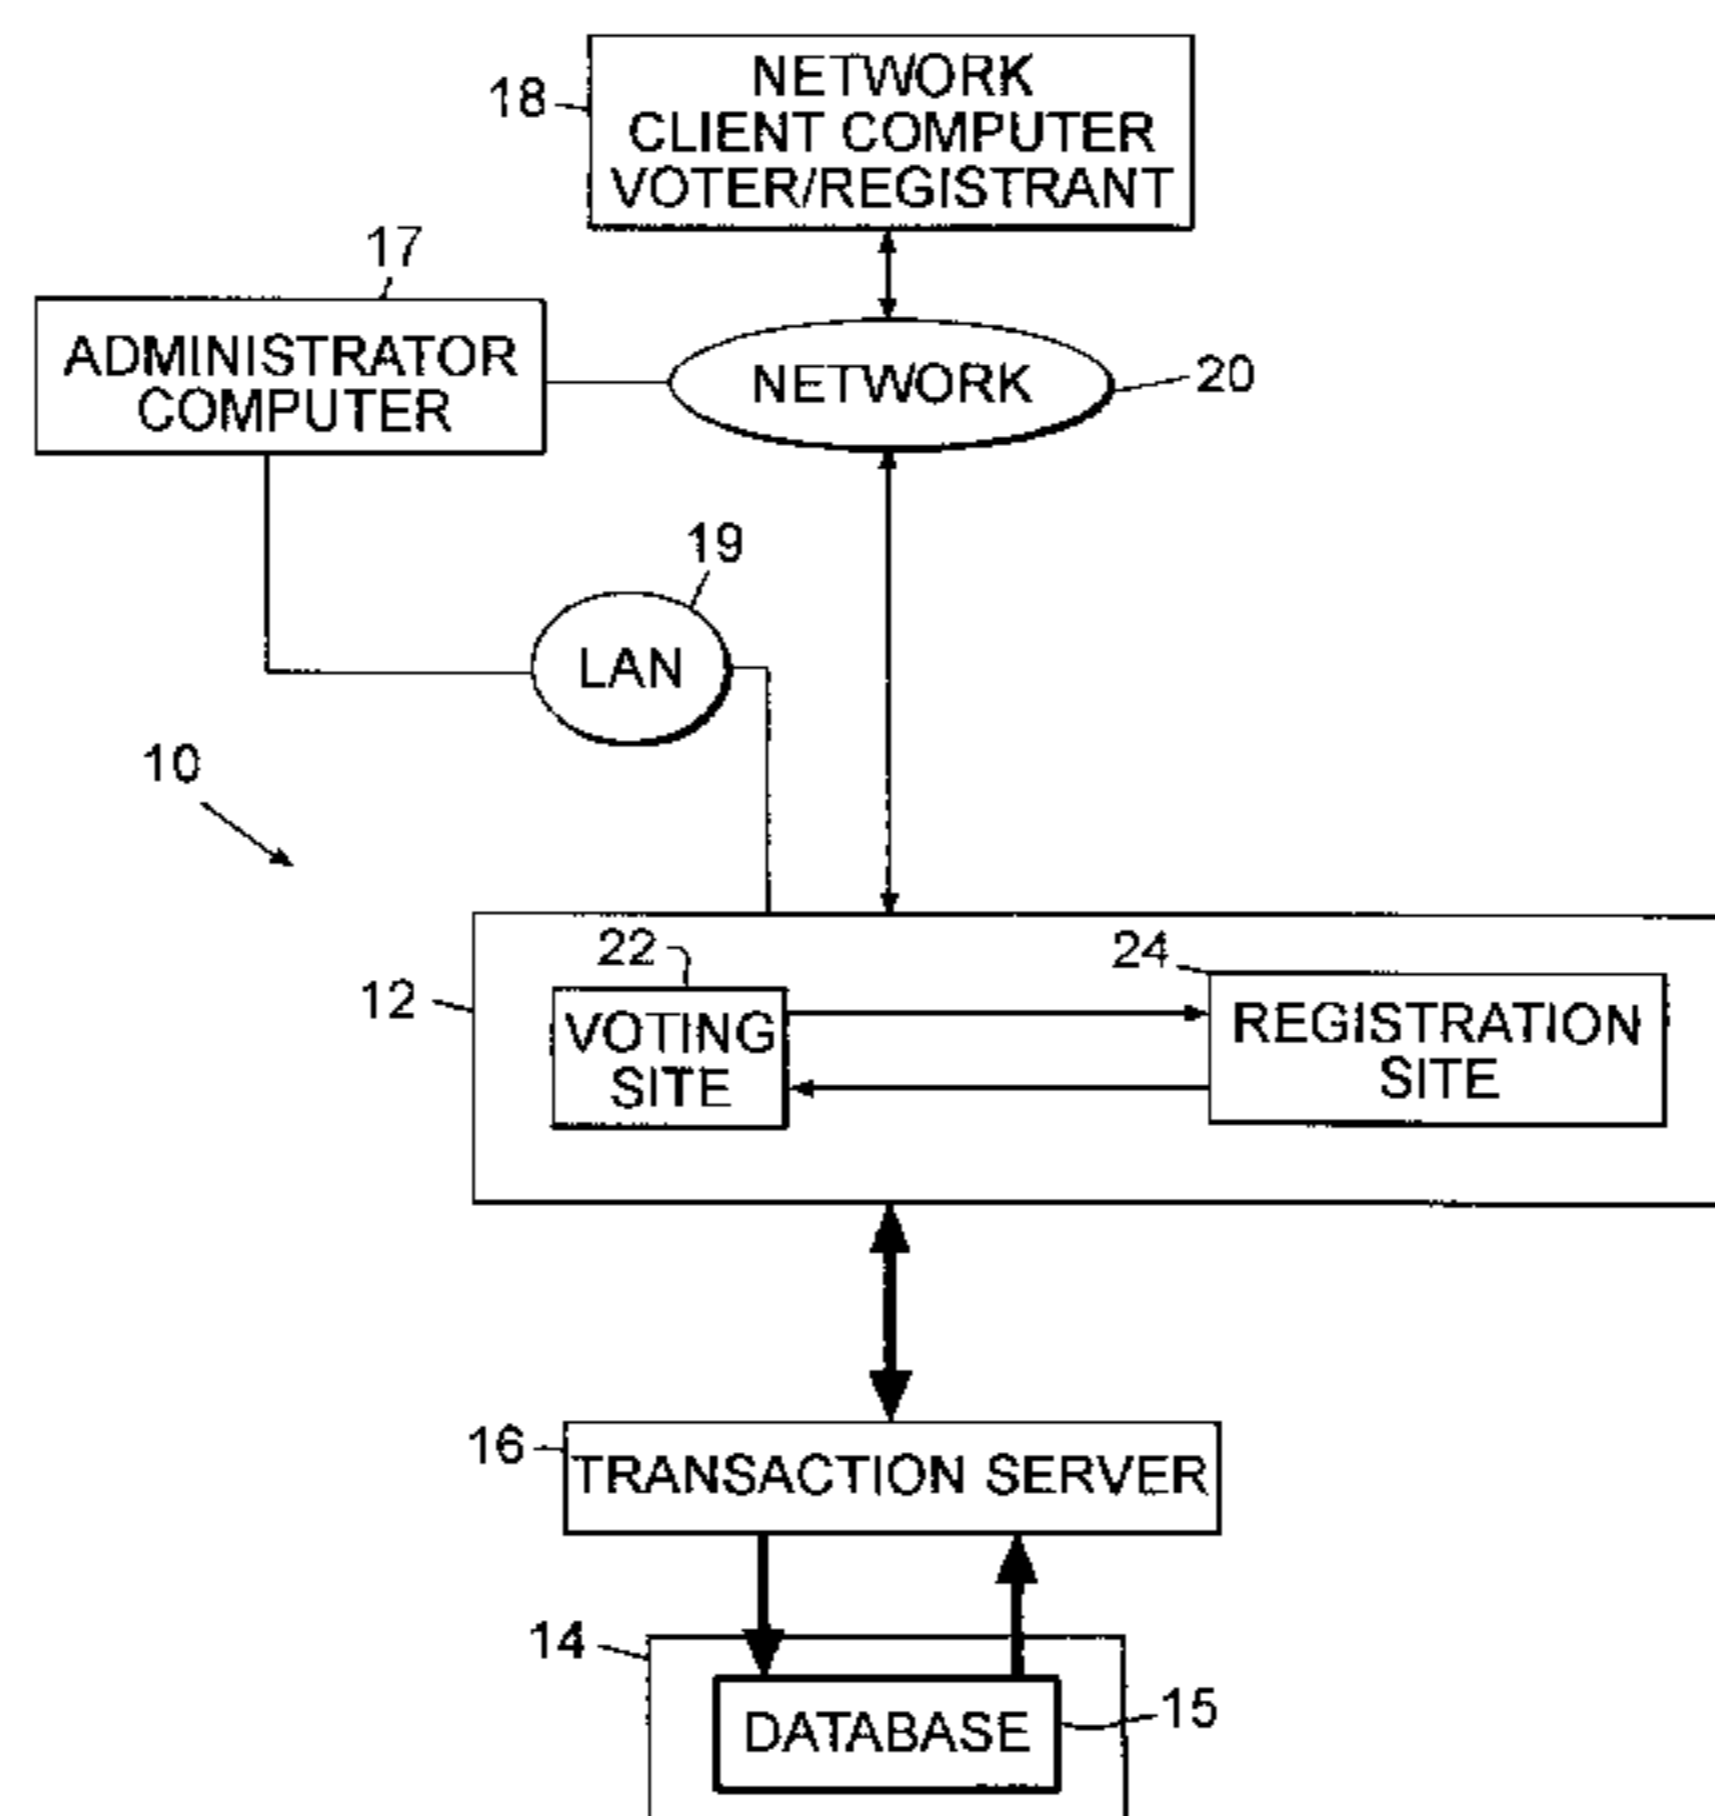 18
NETWORK
CLIENT COMPUTER
VOTER/REGISTRANT
17
ADMINISTRATOR
COMPUTER
NETWORK
20
19
LAN
10
12
22
VOTING
SITE
24
REGISTRATION
SITE
16
TRANSACTION SERVER
14
DATABASE
15